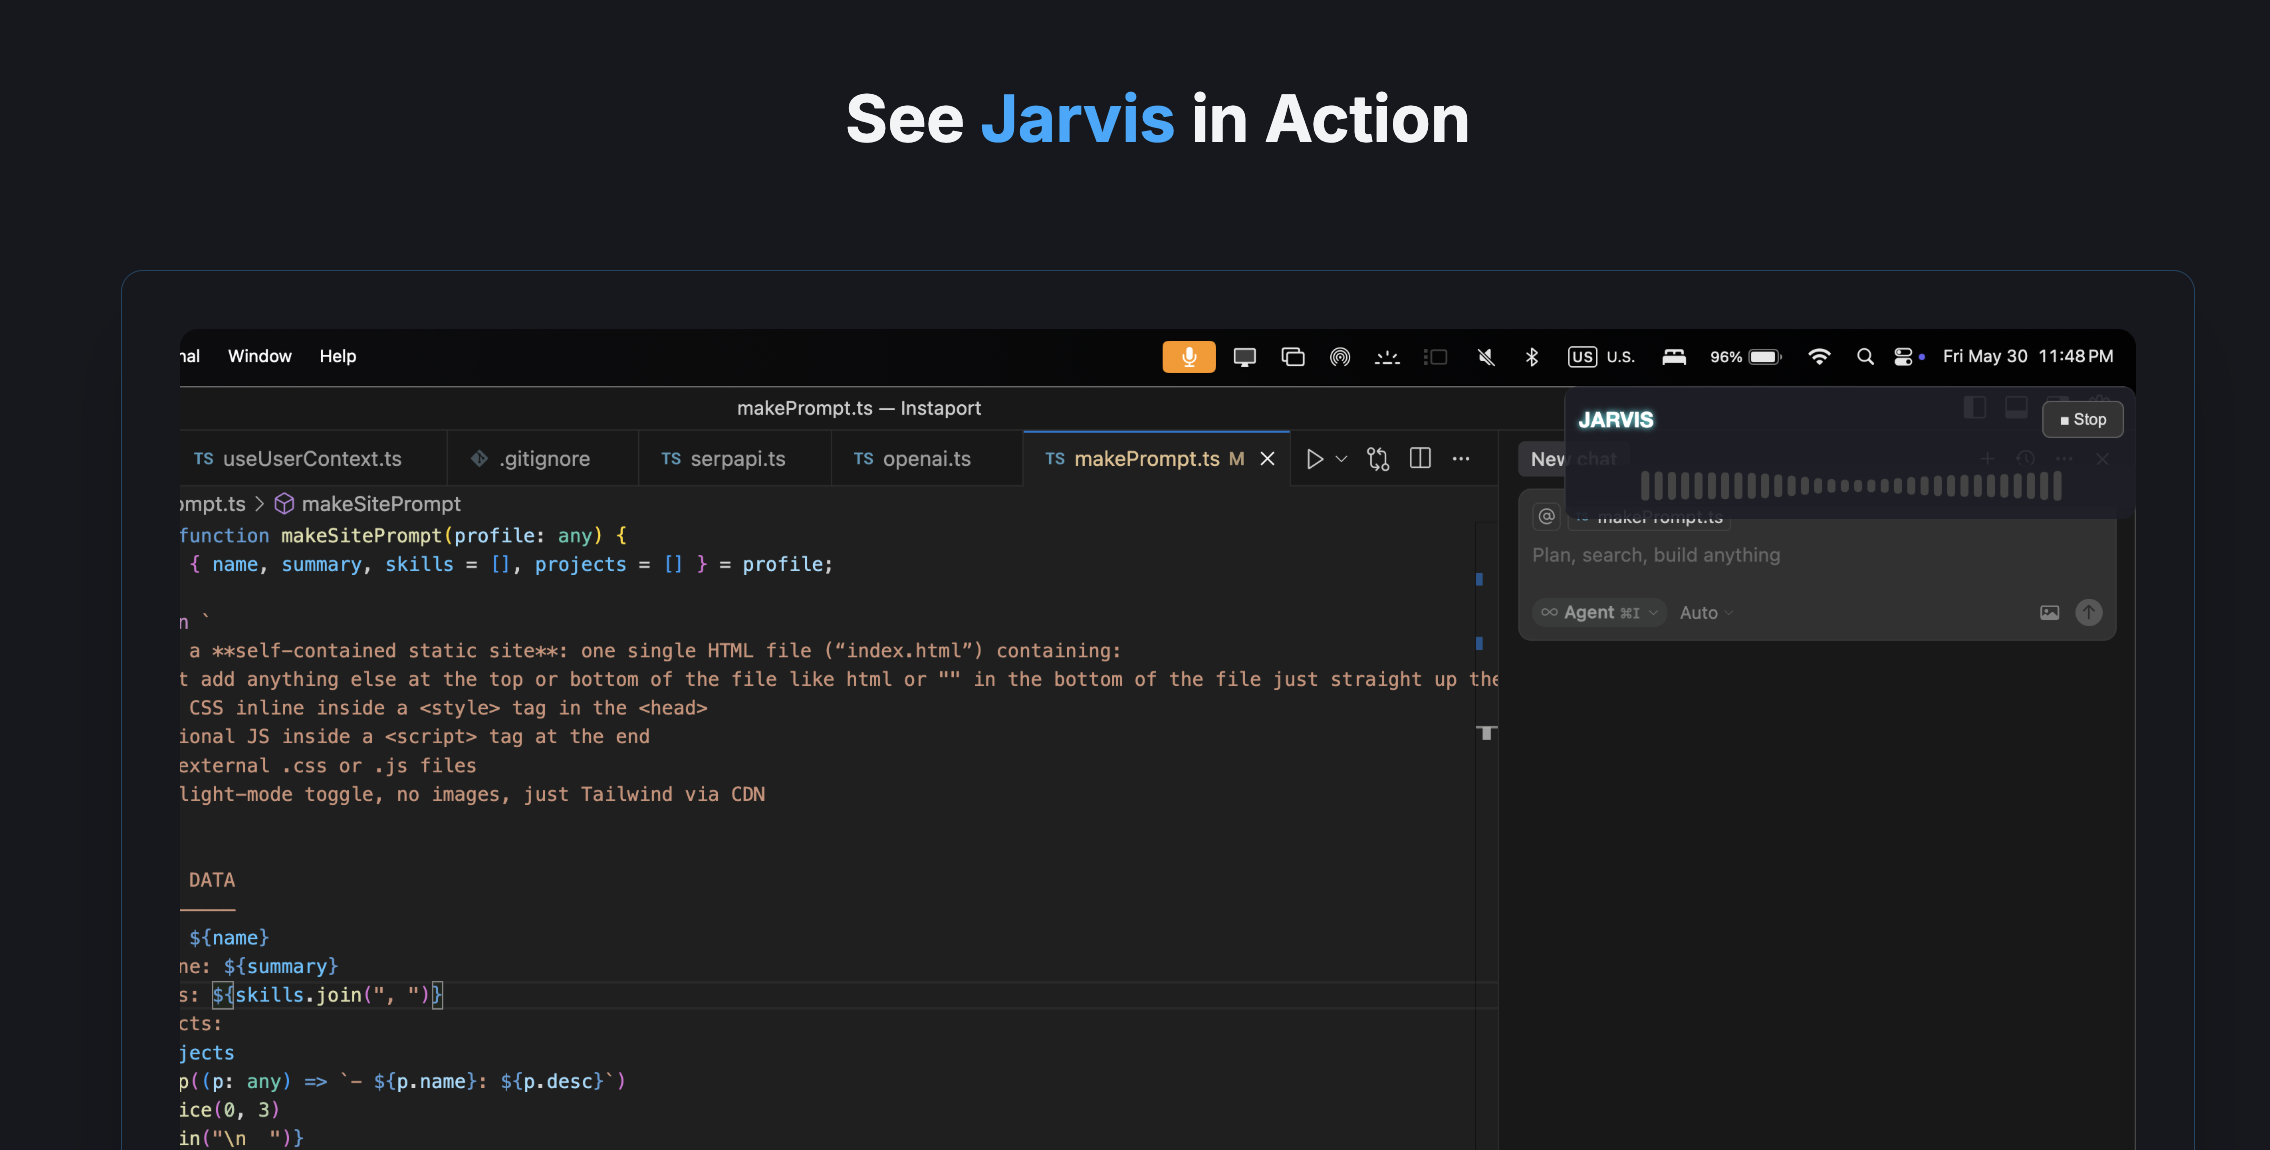 See Jarvis in Action
nal Window Help US U.S. 96% Fri May 30 11:48 PM
makePrompt.ts — Instaport
JARVIS
Stop
TS useUserContext.ts .gitignore TS serpapi.ts TS openai.ts TS makePrompt.ts M
New chat
ompt.ts > makeSitePrompt
@ TS makePrompt.ts
Plan, search, build anything
Agent ⌘I Auto
function makeSitePrompt(profile: any) {
{ name, summary, skills = [], projects = [] } = profile;
n `
a **self-contained static site**: one single HTML file (“index.html”) containing:
t add anything else at the top or bottom of the file like html or "" in the bottom of the file just straight up the
CSS inline inside a <style> tag in the <head>
ional JS inside a <script> tag at the end
external .css or .js files
light-mode toggle, no images, just Tailwind via CDN
DATA
${name}
ne: ${summary}
s: ${skills.join(", ")}
cts:
jects
p((p: any) => `- ${p.name}: ${p.desc}`)
ice(0, 3)
in("\n  ")}